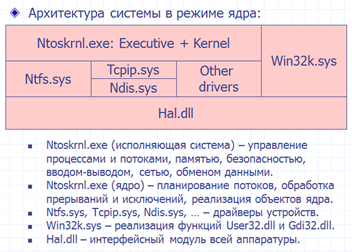 Архитектура системы в режиме ядра:
Ntoskrnl.exe: Executive + Kernel
Win32k.sys
Ntfs.sys
Tcpip.sys
Ndis.sys
Other
drivers
Hal.dll
Ntoskrnl.exe (исполняющая система) – управление
процессами и потоками, памятью, безопасностью,
вводом-выводом, сетью, обменом данными.
Ntoskrnl.exe (ядро) – планирование потоков, обработка
прерываний и исключений, реализация объектов ядра.
Ntfs.sys, Tcpip.sys, Ndis.sys, ... – драйверы устройств.
Win32k.sys – реализация функций User32.dll и Gdi32.dll.
Hal.dll – интерфейсный модуль всей аппаратуры.